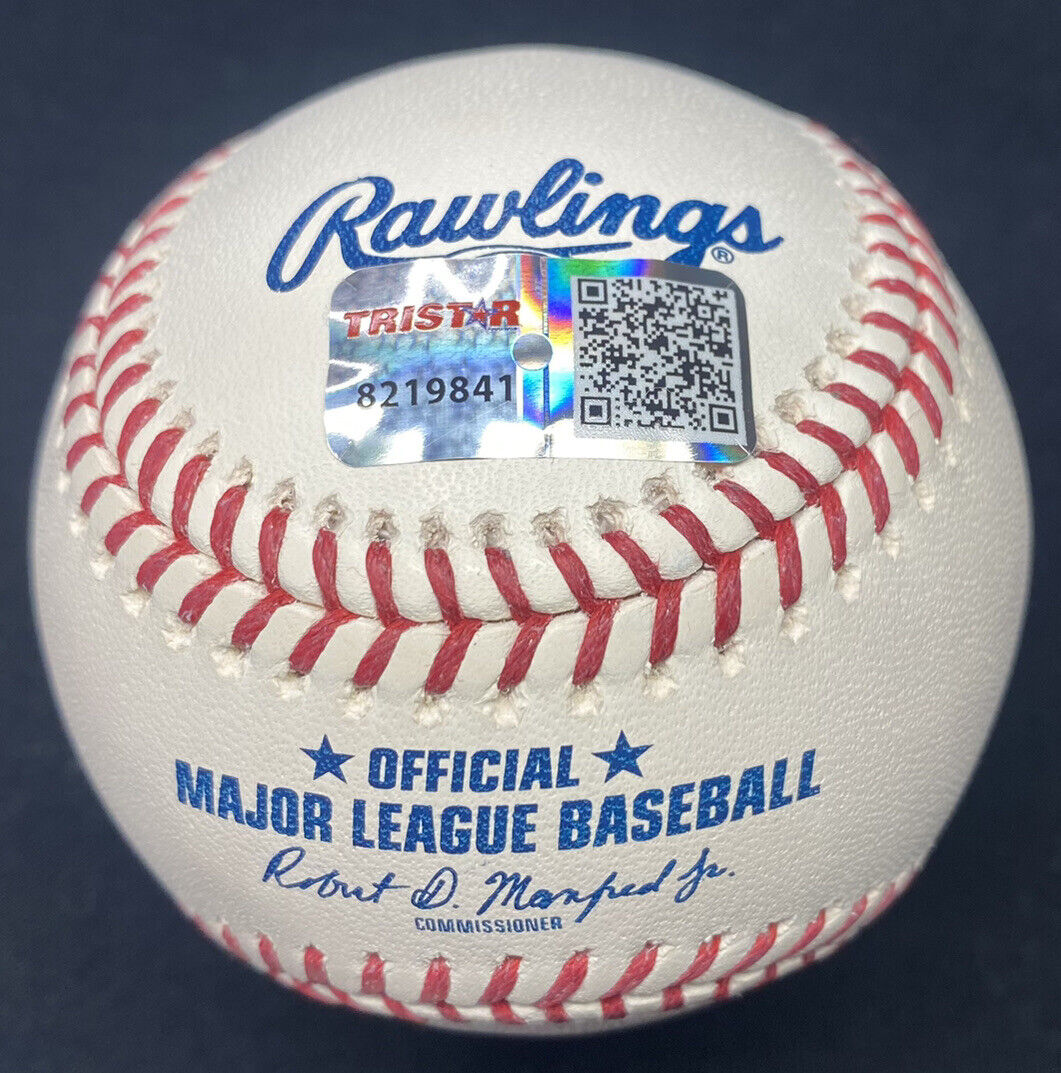 Rawlings®
TRISTAR
8219841
OFFICIAL
MAJOR LEAGUE BASEBALL
Robert D. Manfred Jr.
COMMISSIONER